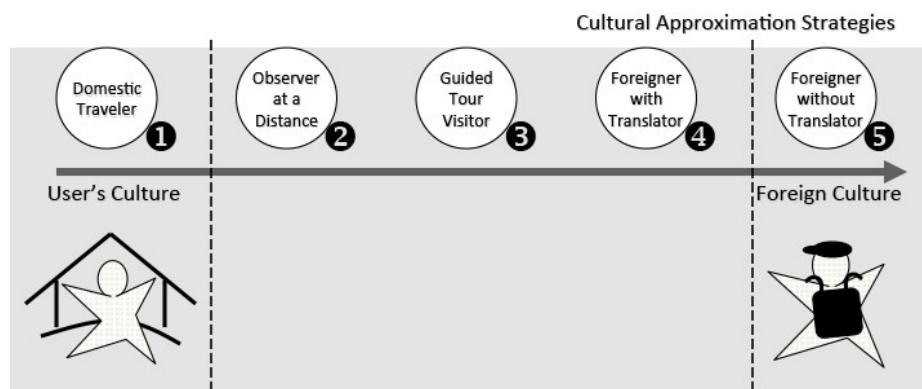 Cultural Approximation Strategies
Domestic
Traveler
1
Observer
at a
Distance
2
Guided
Tour
Visitor
3
Foreigner
with
Translator
4
Foreigner
without
Translator
5
User's Culture
Foreign Culture